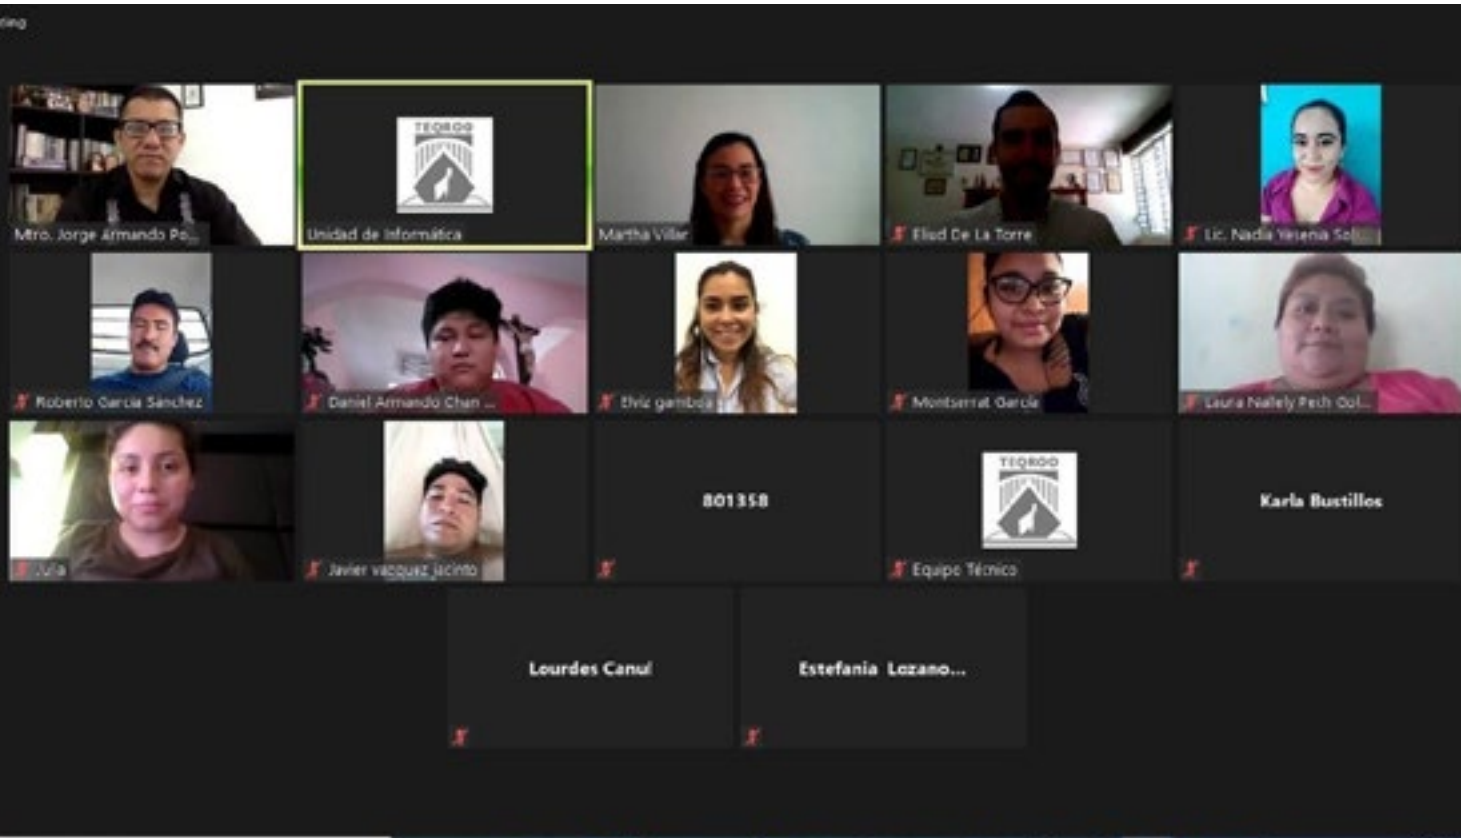 Mtro. Jorge Armando Po...
TEQROO
Unidad de Informática
Martha Villar
Eliud De La Torre
Lic. Nadia Yesenia
Roberto García Sánchez
Daniel Armando Chan ...
Elviz gamboa
Montserrat García
Laura Nallely Pech Col...
Julia
Javier vazquez jacinto
801358
TEQROO
Equipo Técnico
Karla Bustillos
Lourdes Canul
Estefania Lozano...